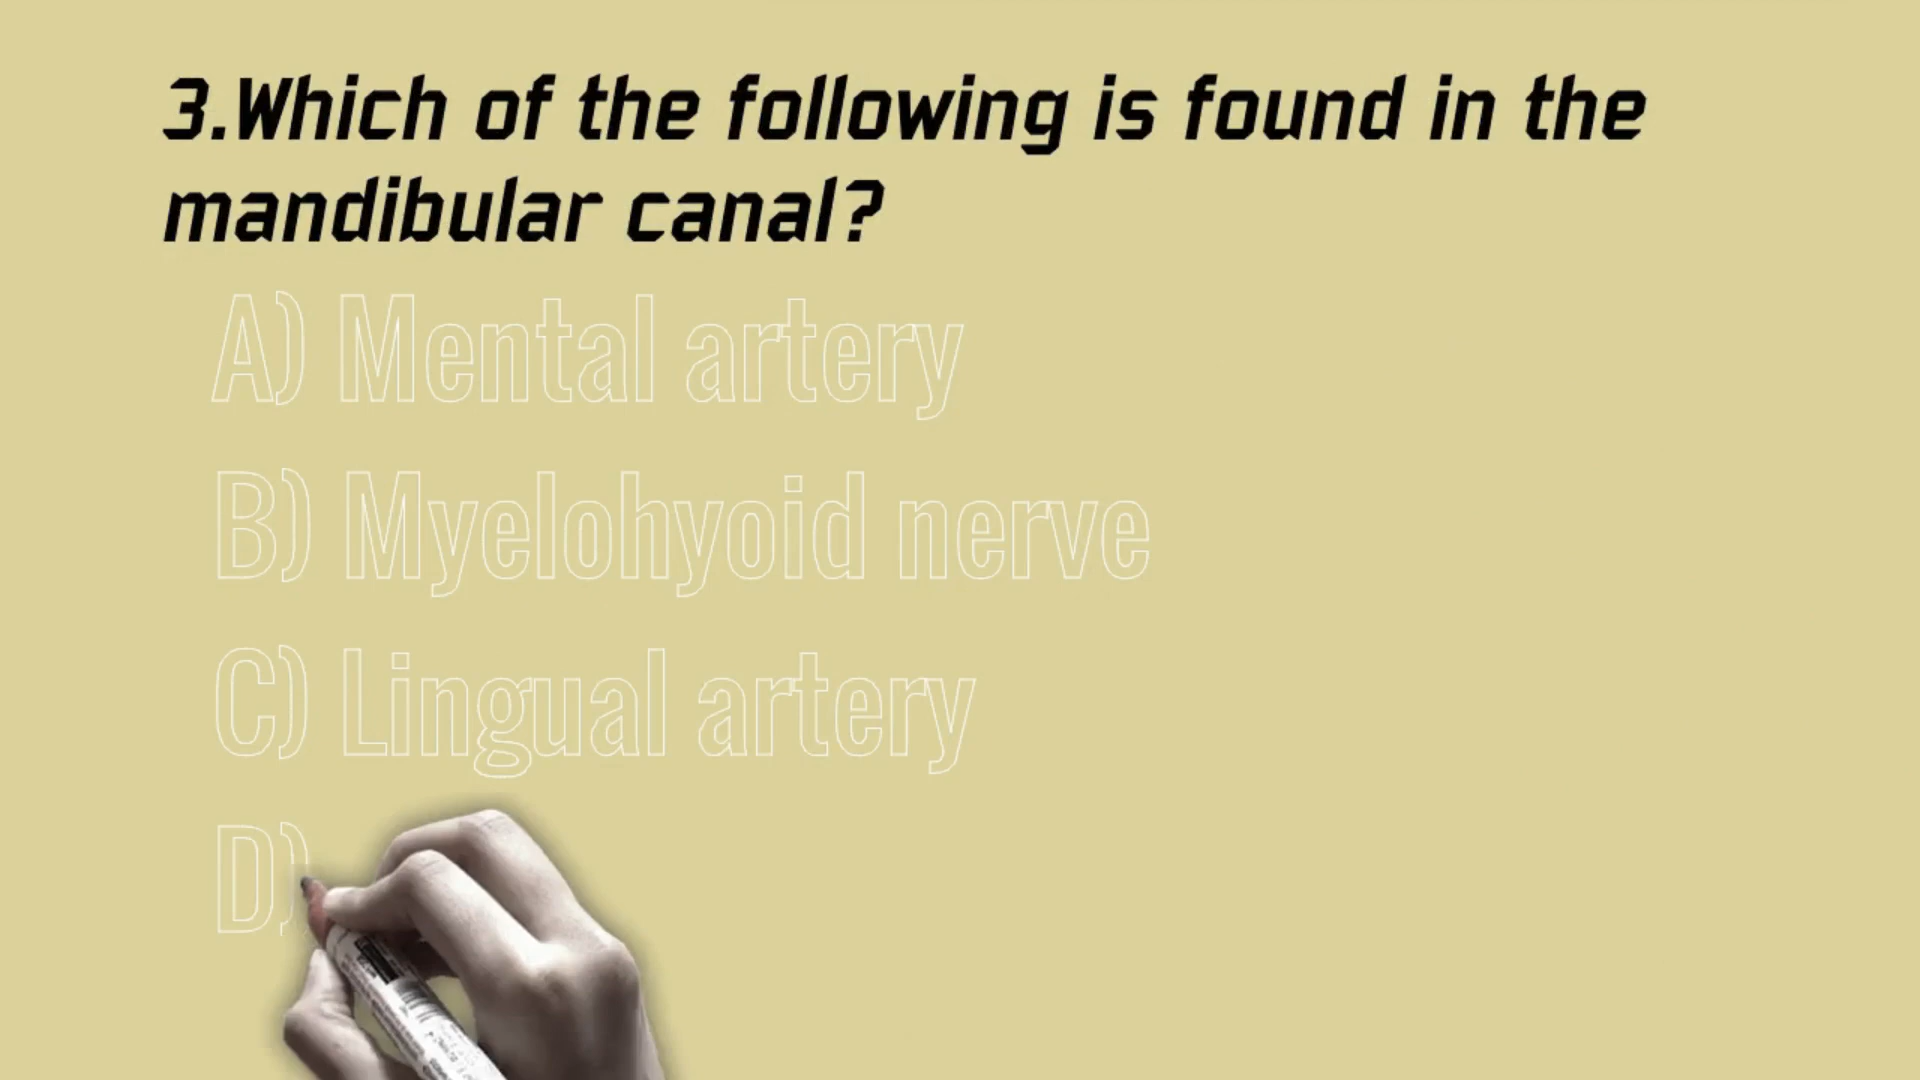 3.Which of the following is found in the
mandibular canal?
A) Mental artery
B) Myelohyoid nerve
C) Lingual artery
D)